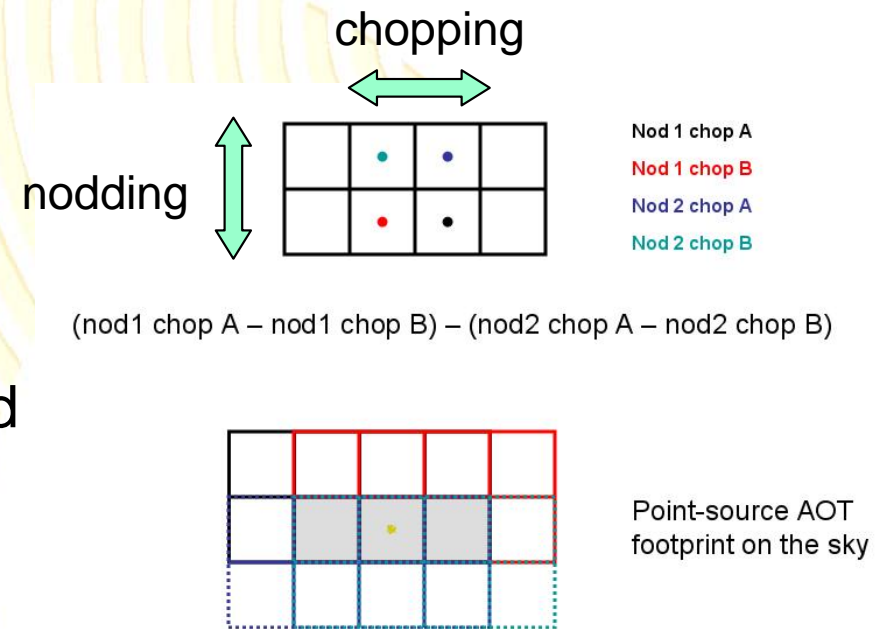 chopping
nodding
Nod 1 chop A
Nod 1 chop B
Nod 2 chop A
Nod 2 chop B
(nod1 chop A – nod1 chop B) – (nod2 chop A – nod2 chop B)
d
Point-source AOT
footprint on the sky